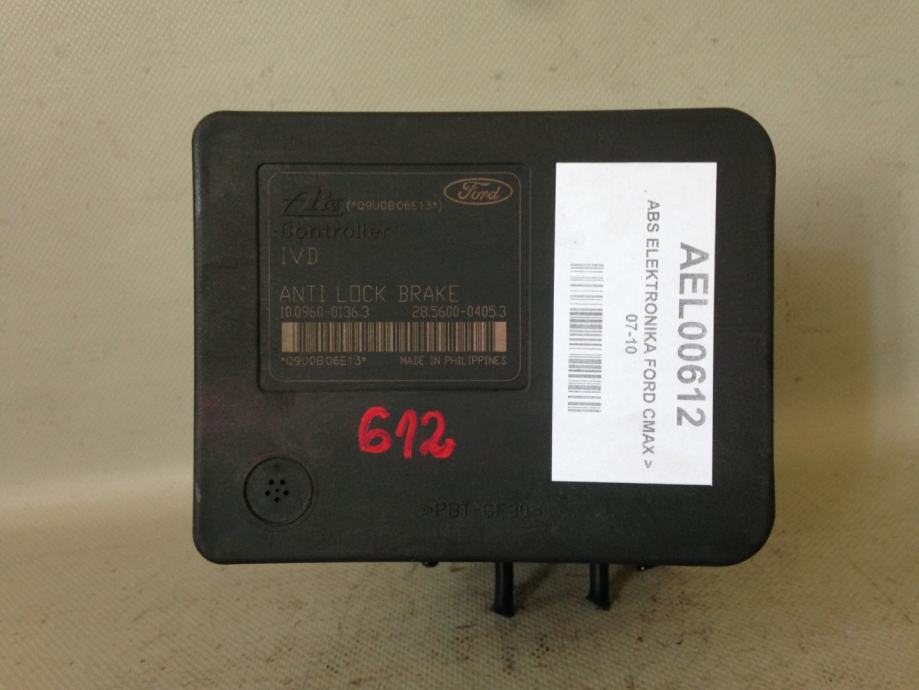 Ate (*Q9U0B06E13*) Ford
Controller
IVD
ANTI LOCK BRAKE
10.0960-0136.3 28.5600-0405.3
*Q9U0B06E13* MADE IN PHILIPPINES
612
>PBT-GF30<
AEL00612
ABS ELEKTRONIKA FORD CMAX >
07-10